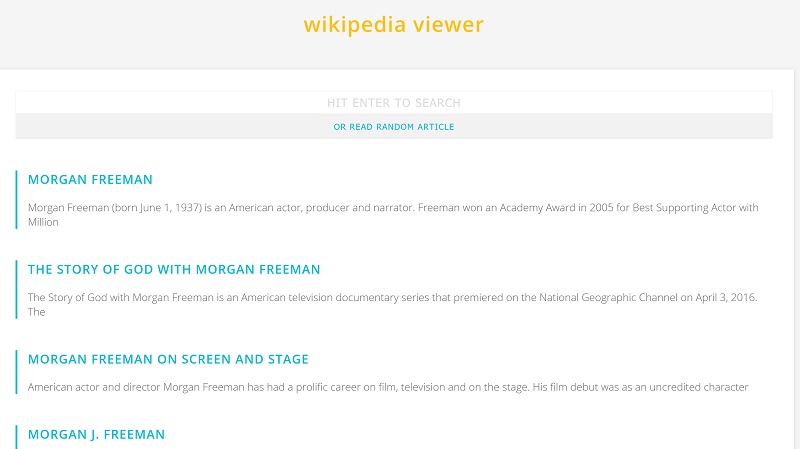 wikipedia viewer
HIT ENTER TO SEARCH
OR READ RANDOM ARTICLE
MORGAN FREEMAN
Morgan Freeman (born June 1, 1937) is an American actor, producer and narrator. Freeman won an Academy Award in 2005 for Best Supporting Actor with
Million
THE STORY OF GOD WITH MORGAN FREEMAN
The Story of God with Morgan Freeman is an American television documentary series that premiered on the National Geographic Channel on April 3, 2016.
The
MORGAN FREEMAN ON SCREEN AND STAGE
American actor and director Morgan Freeman has had a prolific career on film, television and on the stage. His film debut was as an uncredited character
MORGAN J. FREEMAN